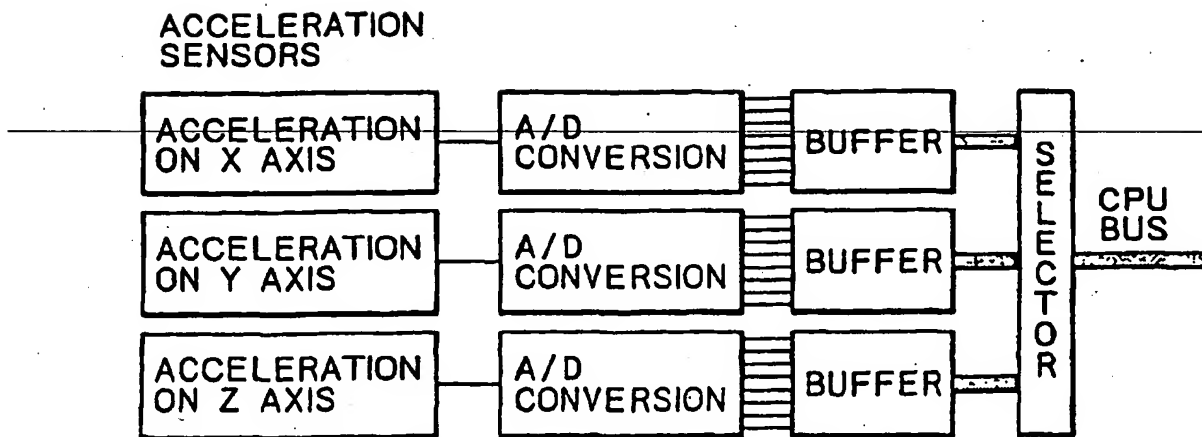 ACCELERATION
SENSORS
ACCELERATION
ON X AXIS
A/D
CONVERSION
BUFFER
ACCELERATION
ON Y AXIS
A/D
CONVERSION
BUFFER
ACCELERATION
ON Z AXIS
A/D
CONVERSION
BUFFER
SELECTOR
CPU
BUS